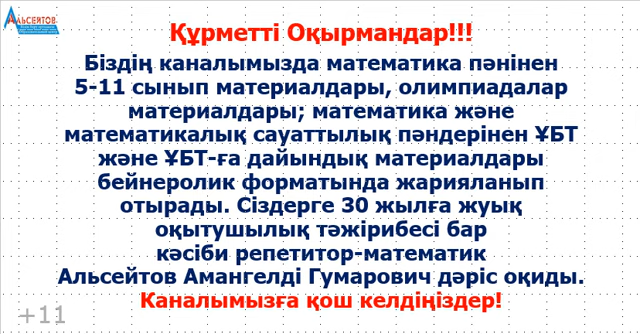 АЛЬСЕЙТОВ
Құрметті Оқырмандар!!!
Біздің каналымызда математика пәнінен
5-11 сынып материалдары, олимпиадалар
материалдары; математика және
математикалық сауаттылық пәндерінен ҰБТ
және ҰБТ-ға дайындық материалдары
бейнеролик форматында жарияланып
отырады. Сіздерге 30 жылға жуық
оқытушылық тәжірибесі бар
кәсіби репетитор-математик
Альсейтов Амангелді Гумарович дәріс оқиды.
Каналымызға қош келдіңіздер!
+11